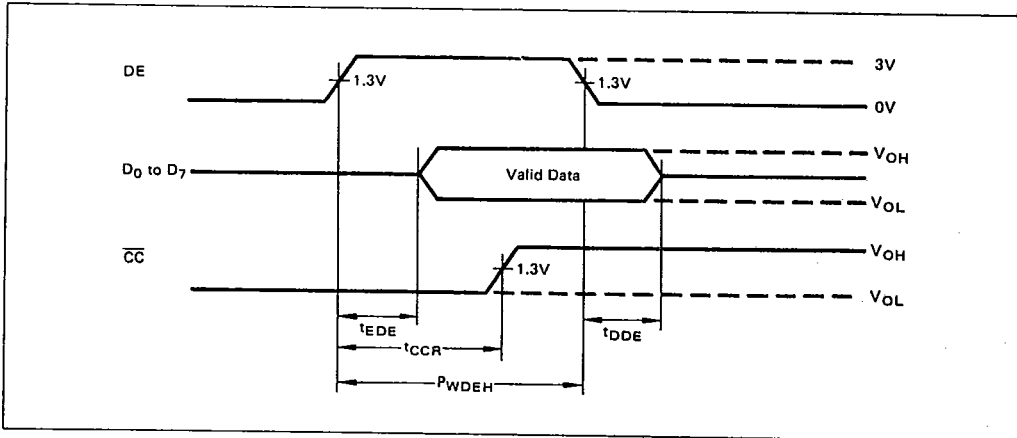 DE
1.3V
1.3V
3V
0V
D0 to D7
Valid Data
VOH
VOL
CC
1.3V
VOH
VOL
tEDE
tDDE
tCCR
PWDEH